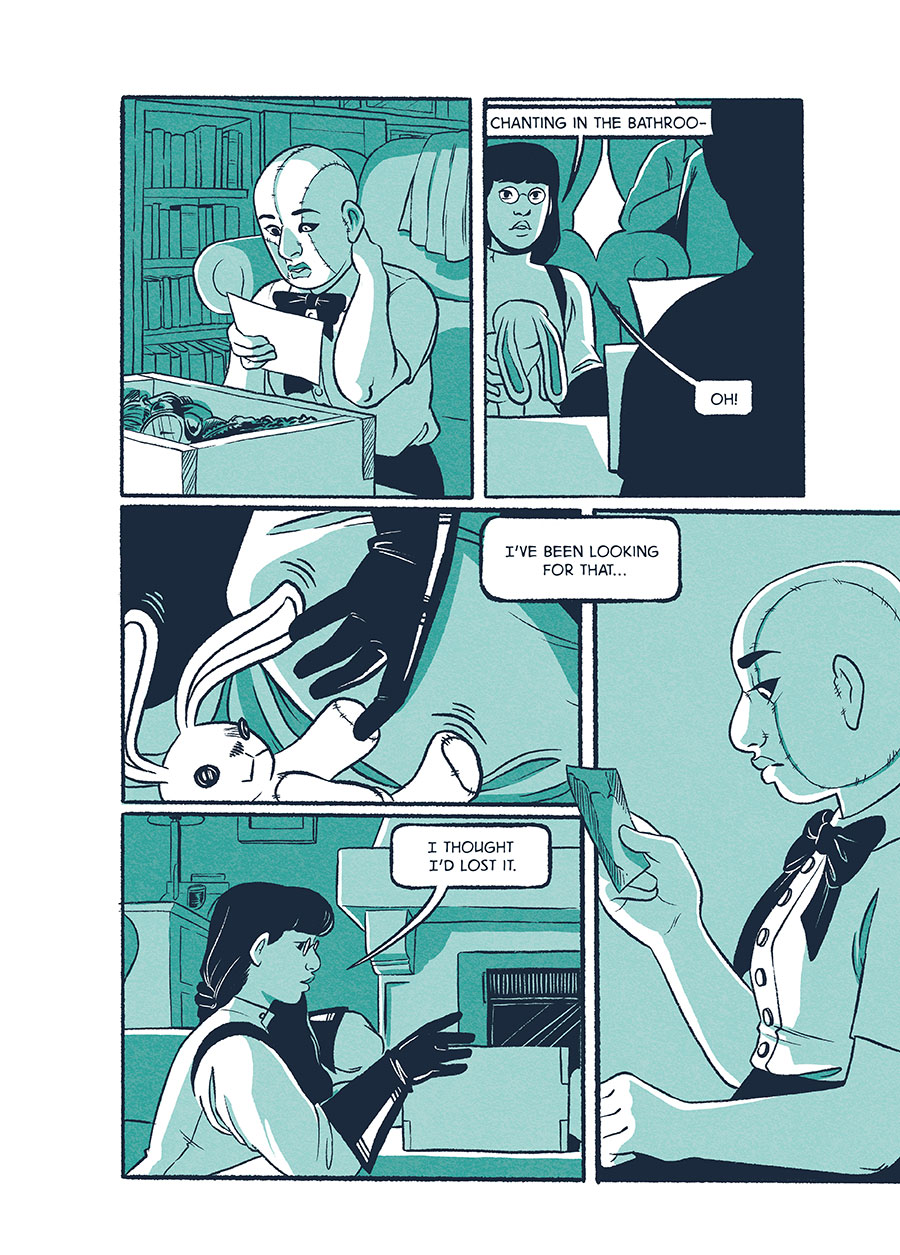 CHANTING IN THE BATHROO-
OH!
I'VE BEEN LOOKING
FOR THAT...
I THOUGHT
I'D LOST IT.